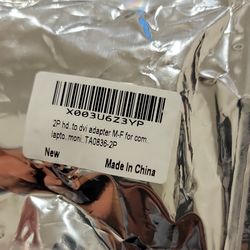 X003U6Z3YP
2P hd. to dvi adapter M-F for com.
lapto. moni. TA0836-2P
New
Made In China